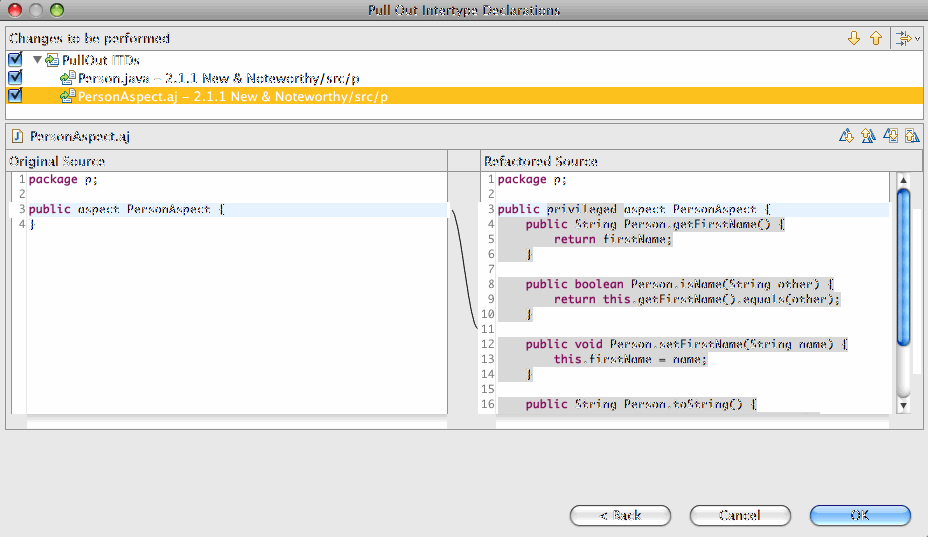 Pull Out Intertype Declarations
Changes to be performed
PullOut ITDs
Person.java – 2.1.1 New & Noteworthy/src/p
PersonAspect.aj – 2.1.1 New & Noteworthy/src/p
PersonAspect.aj
Original Source
1 package p;
2
3 public aspect PersonAspect {
4 }
Refactored Source
1 package p;
2
3 public privileged aspect PersonAspect {
4 public String Person.getFirstName() {
5 return firstName;
6 }
7
8 public boolean Person.isName(String other) {
9 return this.getFirstName().equals(other);
10 }
11
12 public void Person.setFirstName(String name) {
13 this.firstName = name;
14 }
15
16 public String Person.toString() {
< Back Cancel OK